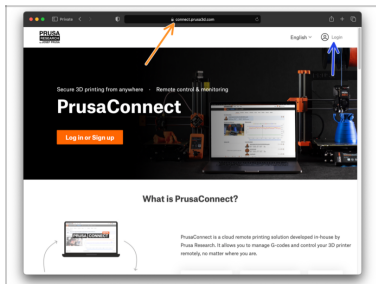 Private
connect.prusa3d.com
PRUSA
RESEARCH
English
Login
Secure 3D printing from anywhere · Remote control & monitoring
PrusaConnect
Log in or Sign up
What is PrusaConnect?
PRUSA CONNECT
PrusaConnect is a cloud remote printing solution developed in-house by
Prusa Research. It allows you to manage G-codes and control your 3D printer
remotely, no matter where you are.